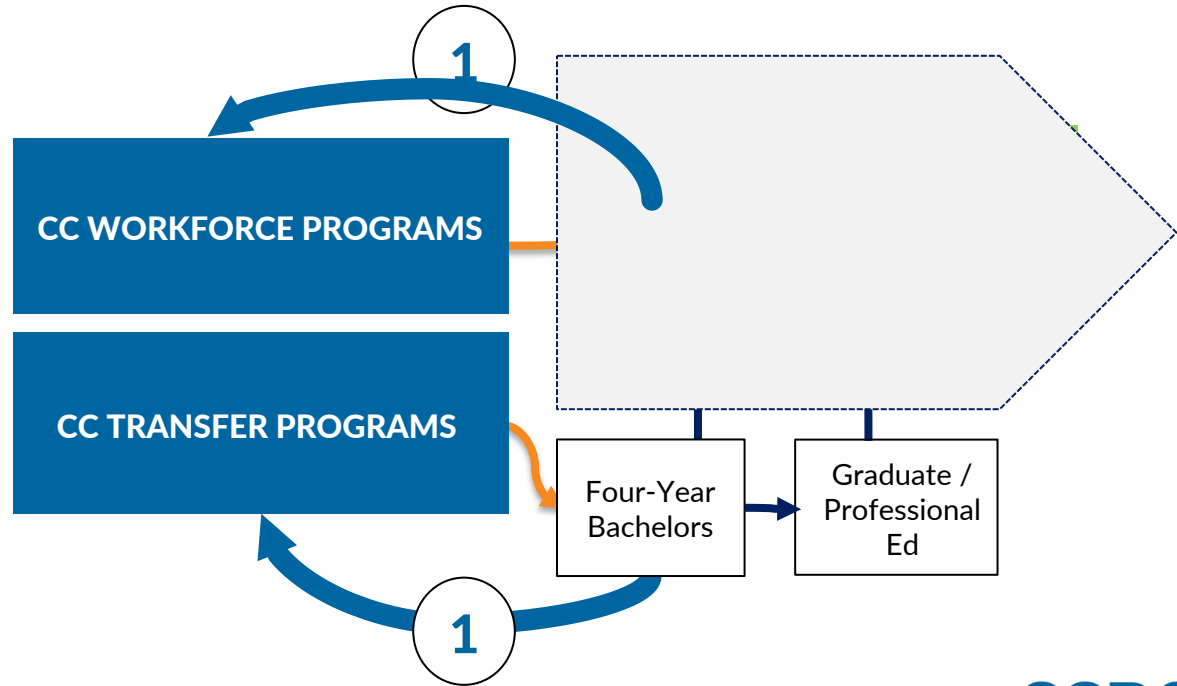 1
CC WORKFORCE PROGRAMS
CC TRANSFER PROGRAMS
Four-Year
Bachelors
Graduate /
Professional
Ed
1